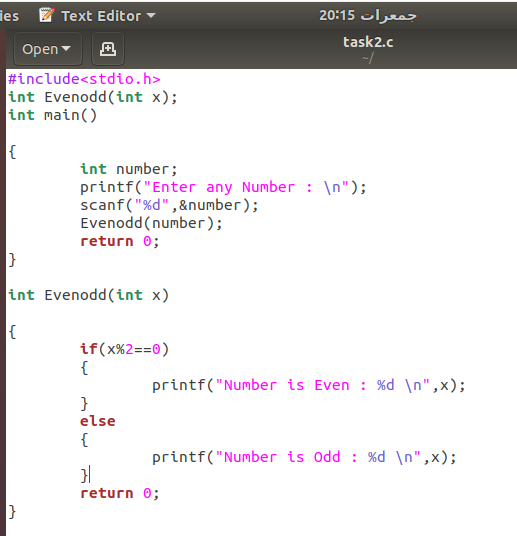 ies Text Editor جمعرات 20:15
Open task2.c
~/
#include<stdio.h>
int Evenodd(int x);
int main()
{
int number;
printf("Enter any Number : \n");
scanf("%d",&number);
Evenodd(number);
return 0;
}
int Evenodd(int x)
{
if(x%2==0)
{
printf("Number is Even : %d \n",x);
}
else
{
printf("Number is Odd : %d \n",x);
}
return 0;
}